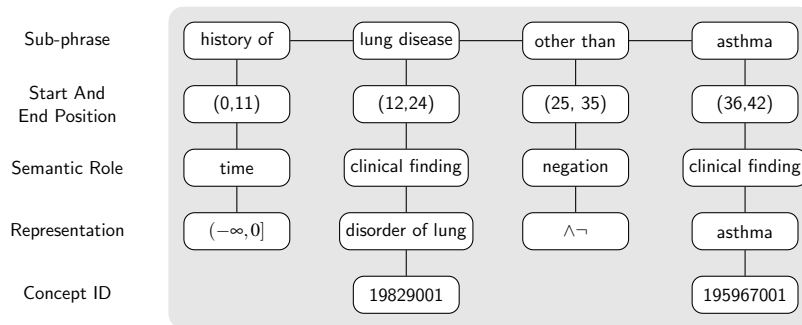 Sub-phrase history of lung disease other than asthma
Start And
End Position (0,11) (12,24) (25, 35) (36,42)
Semantic Role time clinical finding negation clinical finding
Representation (−∞, 0] disorder of lung ∧¬ asthma
Concept ID 19829001 195967001